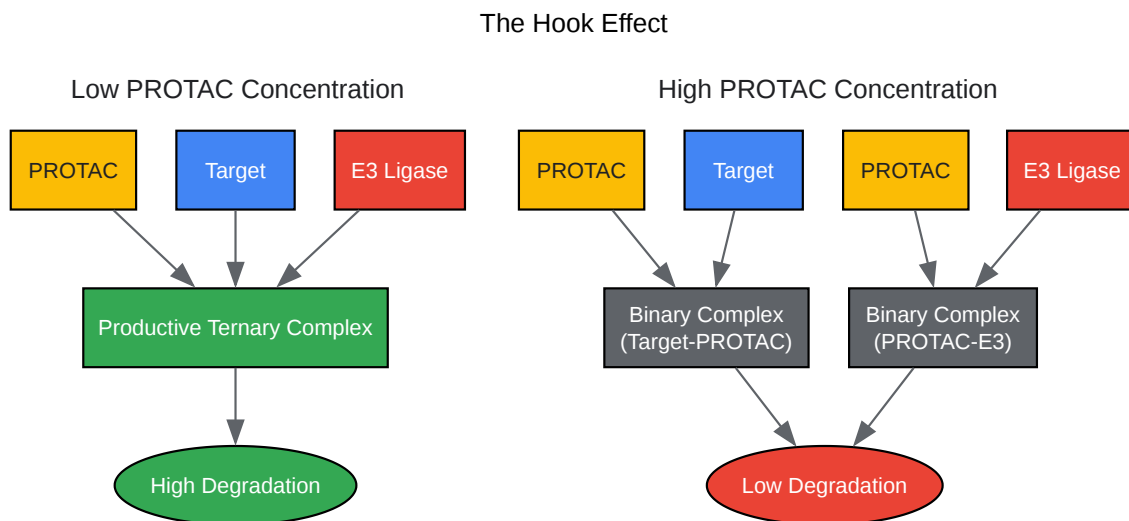 The Hook Effect
Low PROTAC Concentration
High PROTAC Concentration
PROTAC
Target
E3 Ligase
PROTAC
Target
PROTAC
E3 Ligase
Productive Ternary Complex
Binary Complex
(Target-PROTAC)
Binary Complex
(PROTAC-E3)
High Degradation
Low Degradation